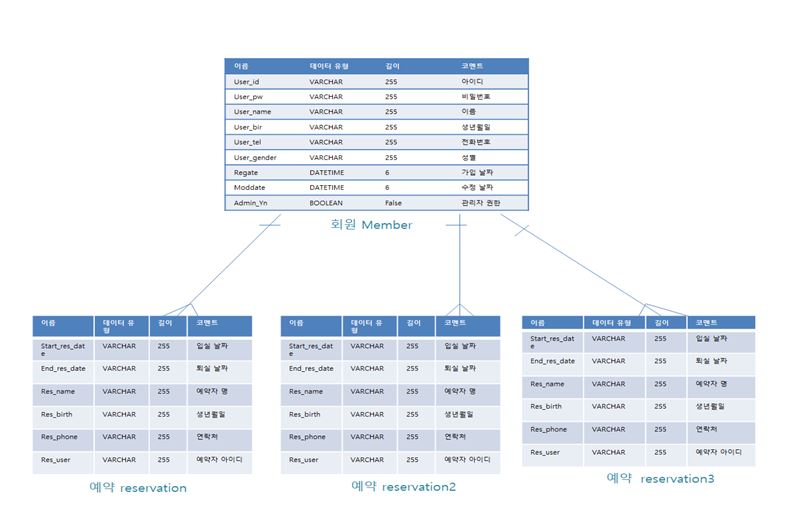 이름 데이터 유형 길이 코멘트
User_id VARCHAR 255 아이디
User_pw VARCHAR 255 비밀번호
User_name VARCHAR 255 이름
User_bir VARCHAR 255 생년월일
User_tel VARCHAR 255 전화번호
User_gender VARCHAR 255 성별
Regate DATETIME 6 가입 날짜
Moddate DATETIME 6 수정 날짜
Admin_Yn BOOLEAN False 관리자 권한
회원 Member
이름 데이터 유
형 길이 코멘트
Start_res_dat
e VARCHAR 255 입실 날짜
End_res_date VARCHAR 255 퇴실 날짜
Res_name VARCHAR 255 예약자 명
Res_birth VARCHAR 255 생년월일
Res_phone VARCHAR 255 연락처
Res_user VARCHAR 255 예약자 아이디
예약 reservation
이름 데이터 유
형 길이 코멘트
Start_res_dat
e VARCHAR 255 입실 날짜
End_res_date VARCHAR 255 퇴실 날짜
Res_name VARCHAR 255 예약자 명
Res_birth VARCHAR 255 생년월일
Res_phone VARCHAR 255 연락처
Res_user VARCHAR 255 예약자 아이디
예약 reservation2
이름 데이터 유형 길이 코멘트
Start_res_dat
e VARCHAR 255 입실 날짜
End_res_date VARCHAR 255 퇴실 날짜
Res_name VARCHAR 255 예약자 명
Res_birth VARCHAR 255 생년월일
Res_phone VARCHAR 255 연락처
Res_user VARCHAR 255 예약자 아이디
예약 reservation3